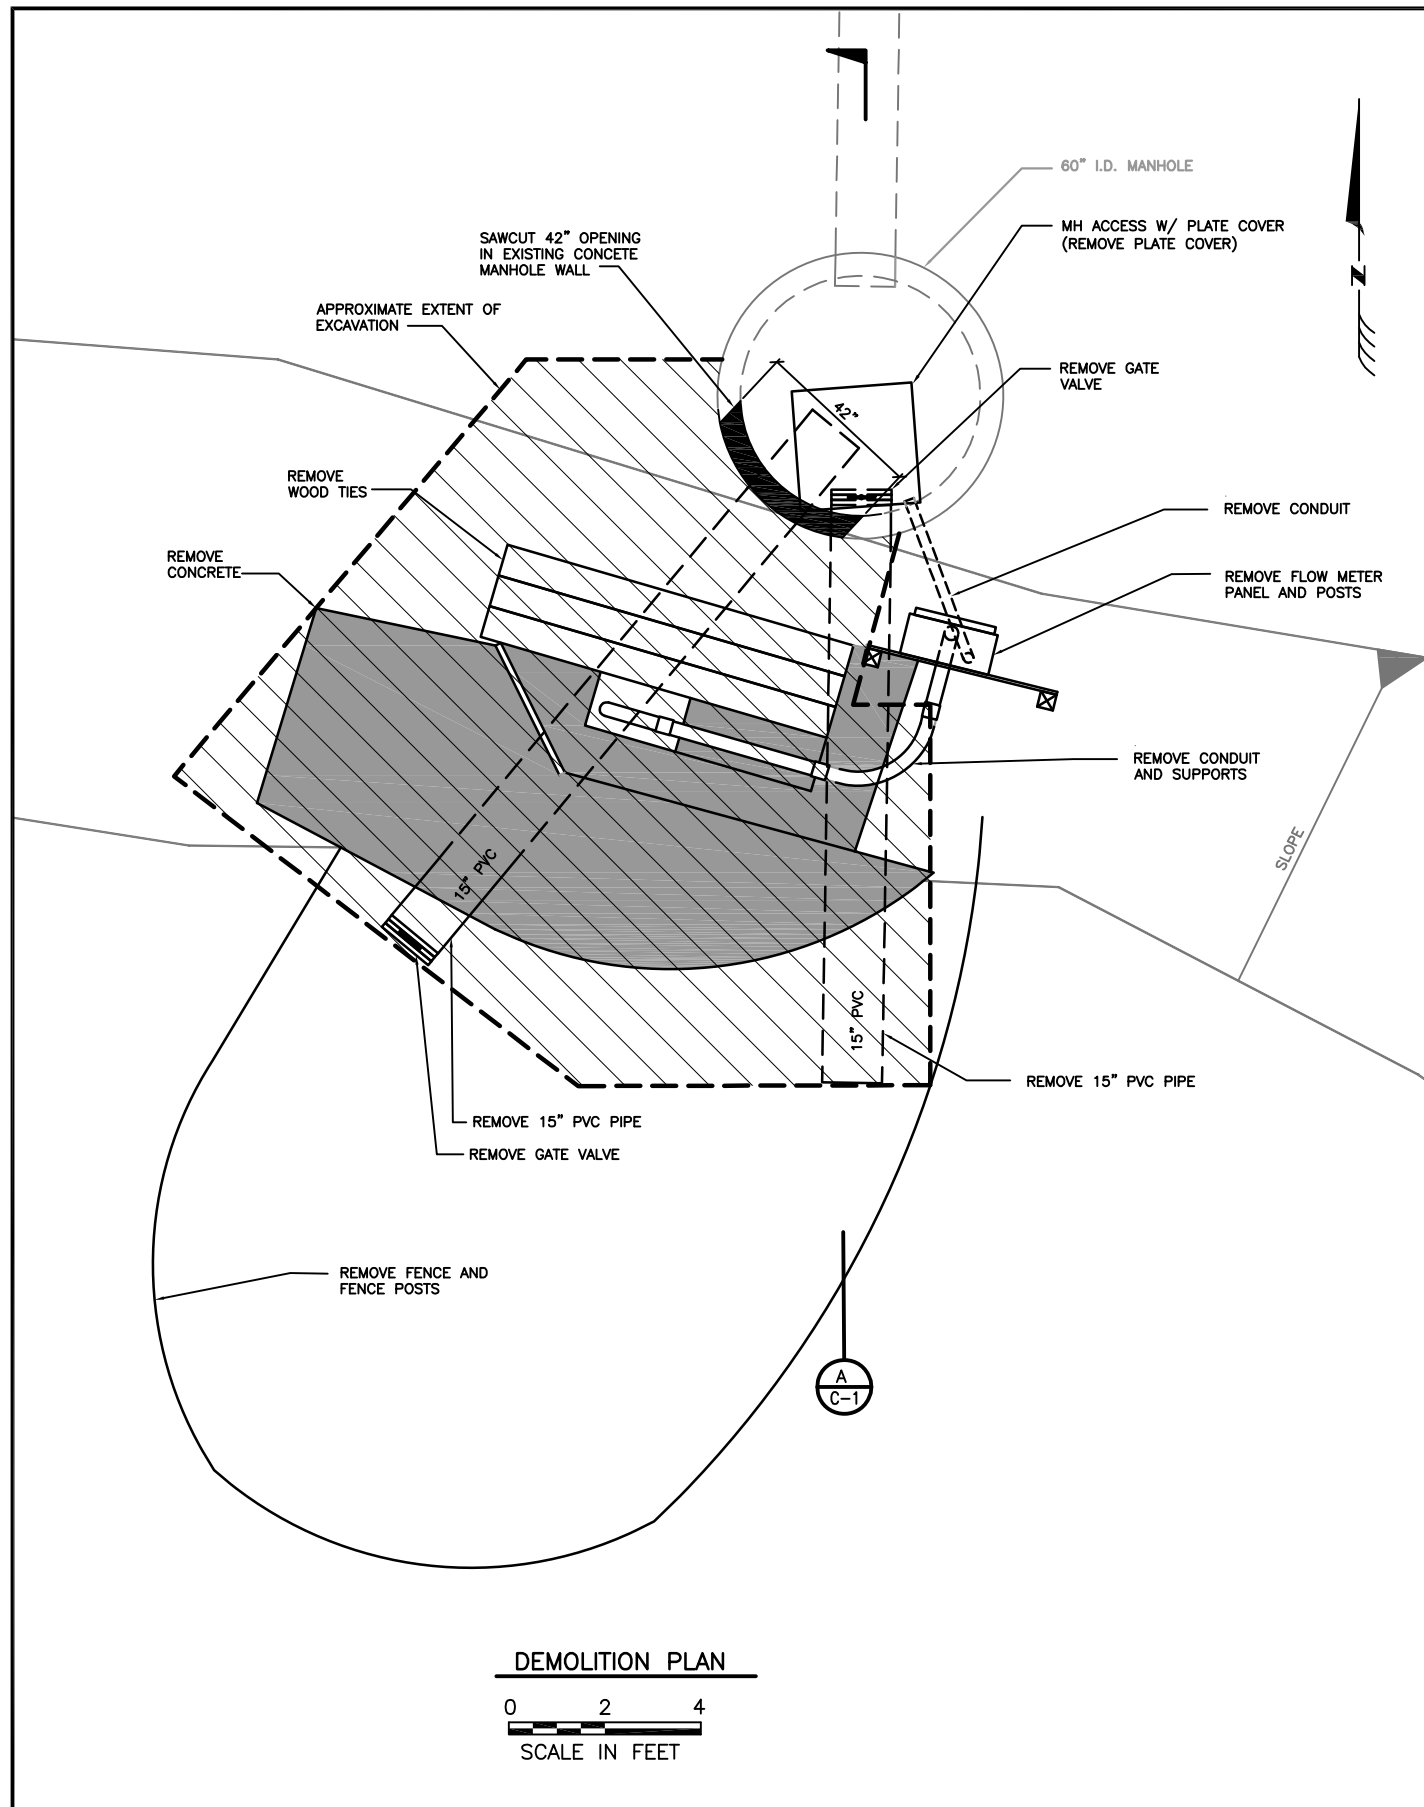 60" I.D. MANHOLE
MH ACCESS W/ PLATE COVER
(REMOVE PLATE COVER)
SAWCUT 42" OPENING
IN EXISTING CONCETE
MANHOLE WALL
N
APPROXIMATE EXTENT OF
EXCAVATION
REMOVE GATE
VALVE
42"
REMOVE
WOOD TIES
REMOVE CONDUIT
REMOVE
CONCRETE
REMOVE FLOW METER
PANEL AND POSTS
REMOVE CONDUIT
AND SUPPORTS
SLOPE
15" PVC
15" PVC
REMOVE 15" PVC PIPE
REMOVE 15" PVC PIPE
REMOVE GATE VALVE
REMOVE FENCE AND
FENCE POSTS
A
C-1
DEMOLITION PLAN
0 2 4
SCALE IN FEET